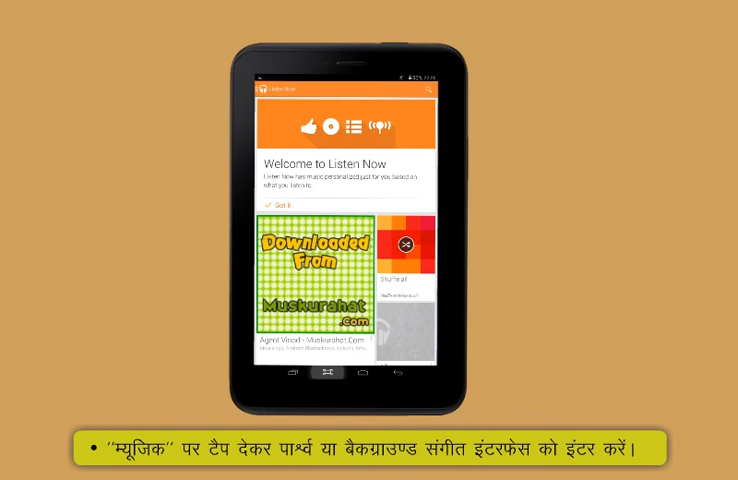 Listen Now
Welcome to Listen Now
Listen Now has music personalized just for you based on
what you listen to.
Got it
Downloaded
From
Muskurahat
.Com
Shuffle all
Agent Vinod - Muskurahat.Com
• "म्यूजिक" पर टैप देकर पार्श्व या बैकग्राउण्ड संगीत इंटरफेस को इंटर करें।